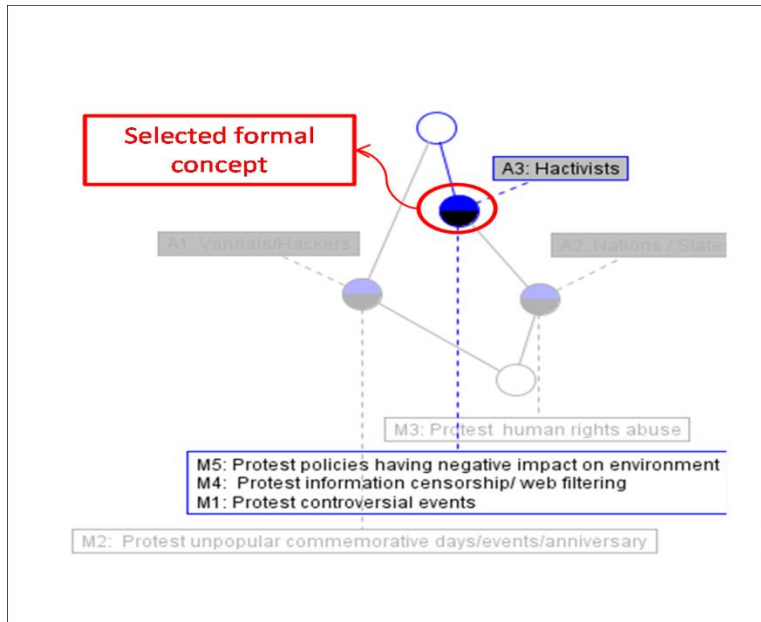 Selected formal
concept
A3: Hactivists
A1: Vandals/Hackers
A2: Nations / State
M3: Protest human rights abuse
M5: Protest policies having negative impact on environment
M4: Protest information censorship/ web filtering
M1: Protest controversial events
M2: Protest unpopular commemorative days/events/anniversary